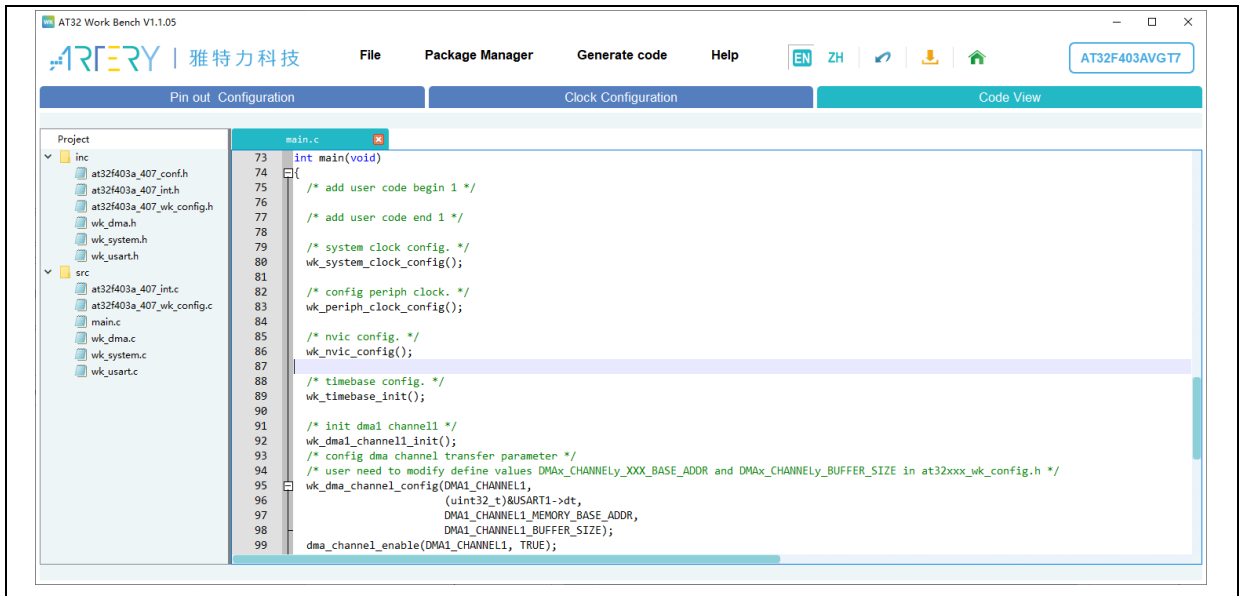 WK AT32 Work Bench V1.1.05
ARTERY 雅特力科技 File Package Manager Generate code Help EN ZH AT32F403AVGT7
Pin out Configuration Clock Configuration Code View
Project main.c
inc
at32f403a_407_conf.h
at32f403a_407_int.h
at32f403a_407_wk_config.h
wk_dma.h
wk_system.h
wk_usart.h
src
at32f403a_407_int.c
at32f403a_407_wk_config.c
main.c
wk_dma.c
wk_system.c
wk_usart.c
73 int main(void)
74 {
75 /* add user code begin 1 */
76
77 /* add user code end 1 */
78
79 /* system clock config. */
80 wk_system_clock_config();
81
82 /* config periph clock. */
83 wk_periph_clock_config();
84
85 /* nvic config. */
86 wk_nvic_config();
87
88 /* timebase config. */
89 wk_timebase_init();
90
91 /* init dma1 channel1 */
92 wk_dma1_channel1_init();
93 /* config dma channel transfer parameter */
94 /* user need to modify define values DMAx_CHANNELy_XXX_BASE_ADDR and DMAx_CHANNELy_BUFFER_SIZE in at32xxx_wk_config.h */
95 wk_dma_channel_config(DMA1_CHANNEL1,
96 (uint32_t)&USART1->dt,
97 DMA1_CHANNEL1_MEMORY_BASE_ADDR,
98 DMA1_CHANNEL1_BUFFER_SIZE);
99 dma_channel_enable(DMA1_CHANNEL1, TRUE);